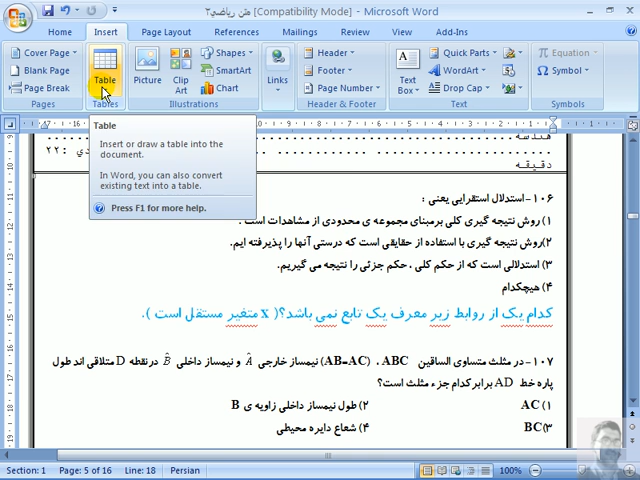 متن ریاضی۲ [Compatibility Mode] - Microsoft Word
Home Insert Page Layout References Mailings Review View Add-Ins
Cover Page
Blank Page
Page Break
Pages
Table
Tables
Picture
Clip Art
Shapes
SmartArt
Chart
Illustrations
Links
Header
Footer
Page Number
Header & Footer
Text Box
Quick Parts
WordArt
Drop Cap
Text
Equation
Symbol
Symbols
Table
Insert or draw a table into the
document.
In Word, you can also convert
existing text into a table.
Press F1 for more help.
هندسه
۲۲:
دقیقه
۱۰۶- استدلال استقرایی یعنی :
۱) روش نتیجه گیری کلی برمبنای مجموعه ی محدودی از مشاهدات است .
۲)روش نتیجه گیری با استفاده از حقایقی است که درستی آنها را پذیرفته ایم.
۳) استدلالی است که از حکم کلی ، حکم جزئی را نتیجه می گیریم.
۴) هیچکدام
کدام یک از روابط زیر معرف یک تابع نمی باشد؟( x متغیر مستقل است ).
۱۰۷- در مثلث متساوی الساقین ABC ، (AB=AC) نیمساز خارجی Â و نیمساز داخلی B̂ در نقطه D متلاقی اند طول
پاره خط AD برابر کدام جزء مثلث است؟
۱) AC ۲) طول نیمساز داخلی زاویه ی B
۳) BC ۴) شعاع دایره محیطی
Section: 1 Page: 5 of 16 Line: 18 Persian 100%